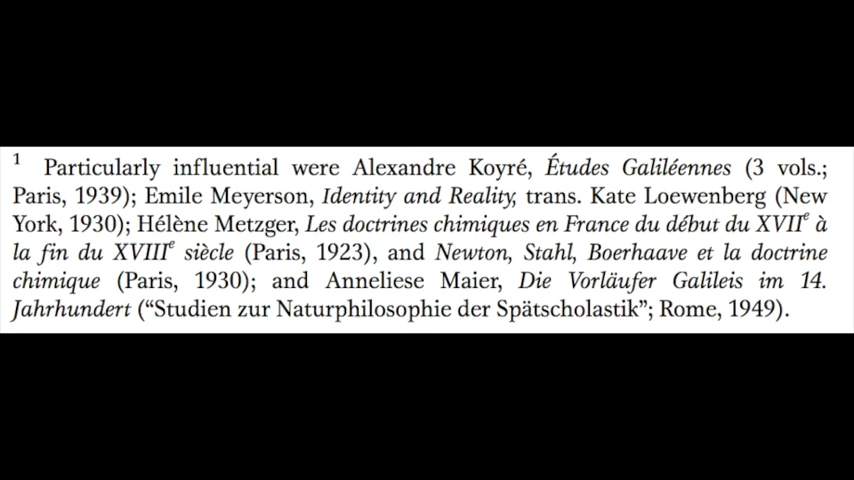 ¹ Particularly influential were Alexandre Koyré, Études Galiléennes (3 vols.;
Paris, 1939); Emile Meyerson, Identity and Reality, trans. Kate Loewenberg (New
York, 1930); Hélène Metzger, Les doctrines chimiques en France du début du XVIIᵉ à
la fin du XVIIIᵉ siècle (Paris, 1923), and Newton, Stahl, Boerhaave et la doctrine
chimique (Paris, 1930); and Anneliese Maier, Die Vorläufer Galileis im 14.
Jahrhundert (“Studien zur Naturphilosophie der Spätscholastik”; Rome, 1949).